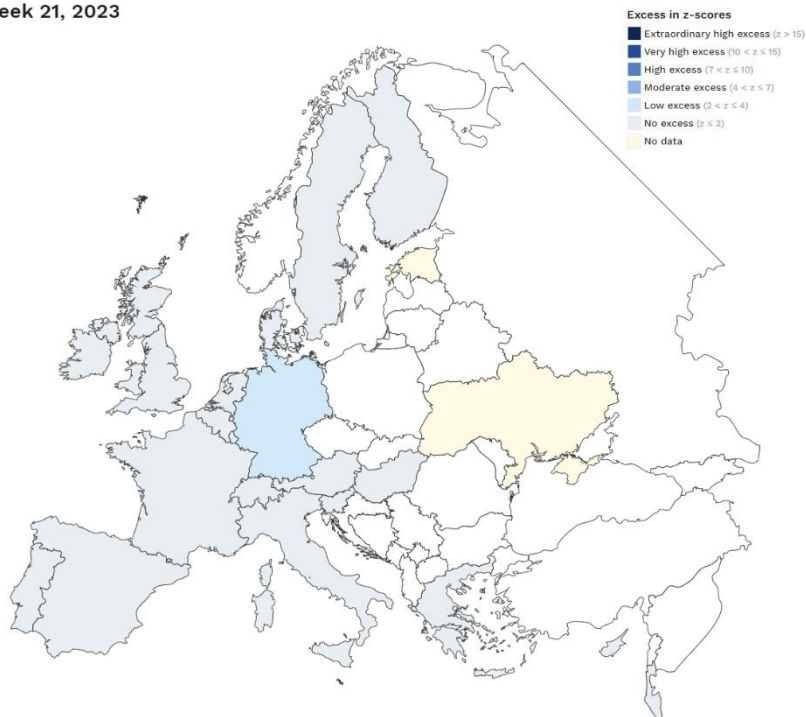 eek 21, 2023
Excess in z-scores
Extraordinary high excess (z > 15)
Very high excess (10 < z ≤ 15)
High excess (7 < z ≤ 10)
Moderate excess (4 < z ≤ 7)
Low excess (2 < z ≤ 4)
No excess (z ≤ 2)
No data